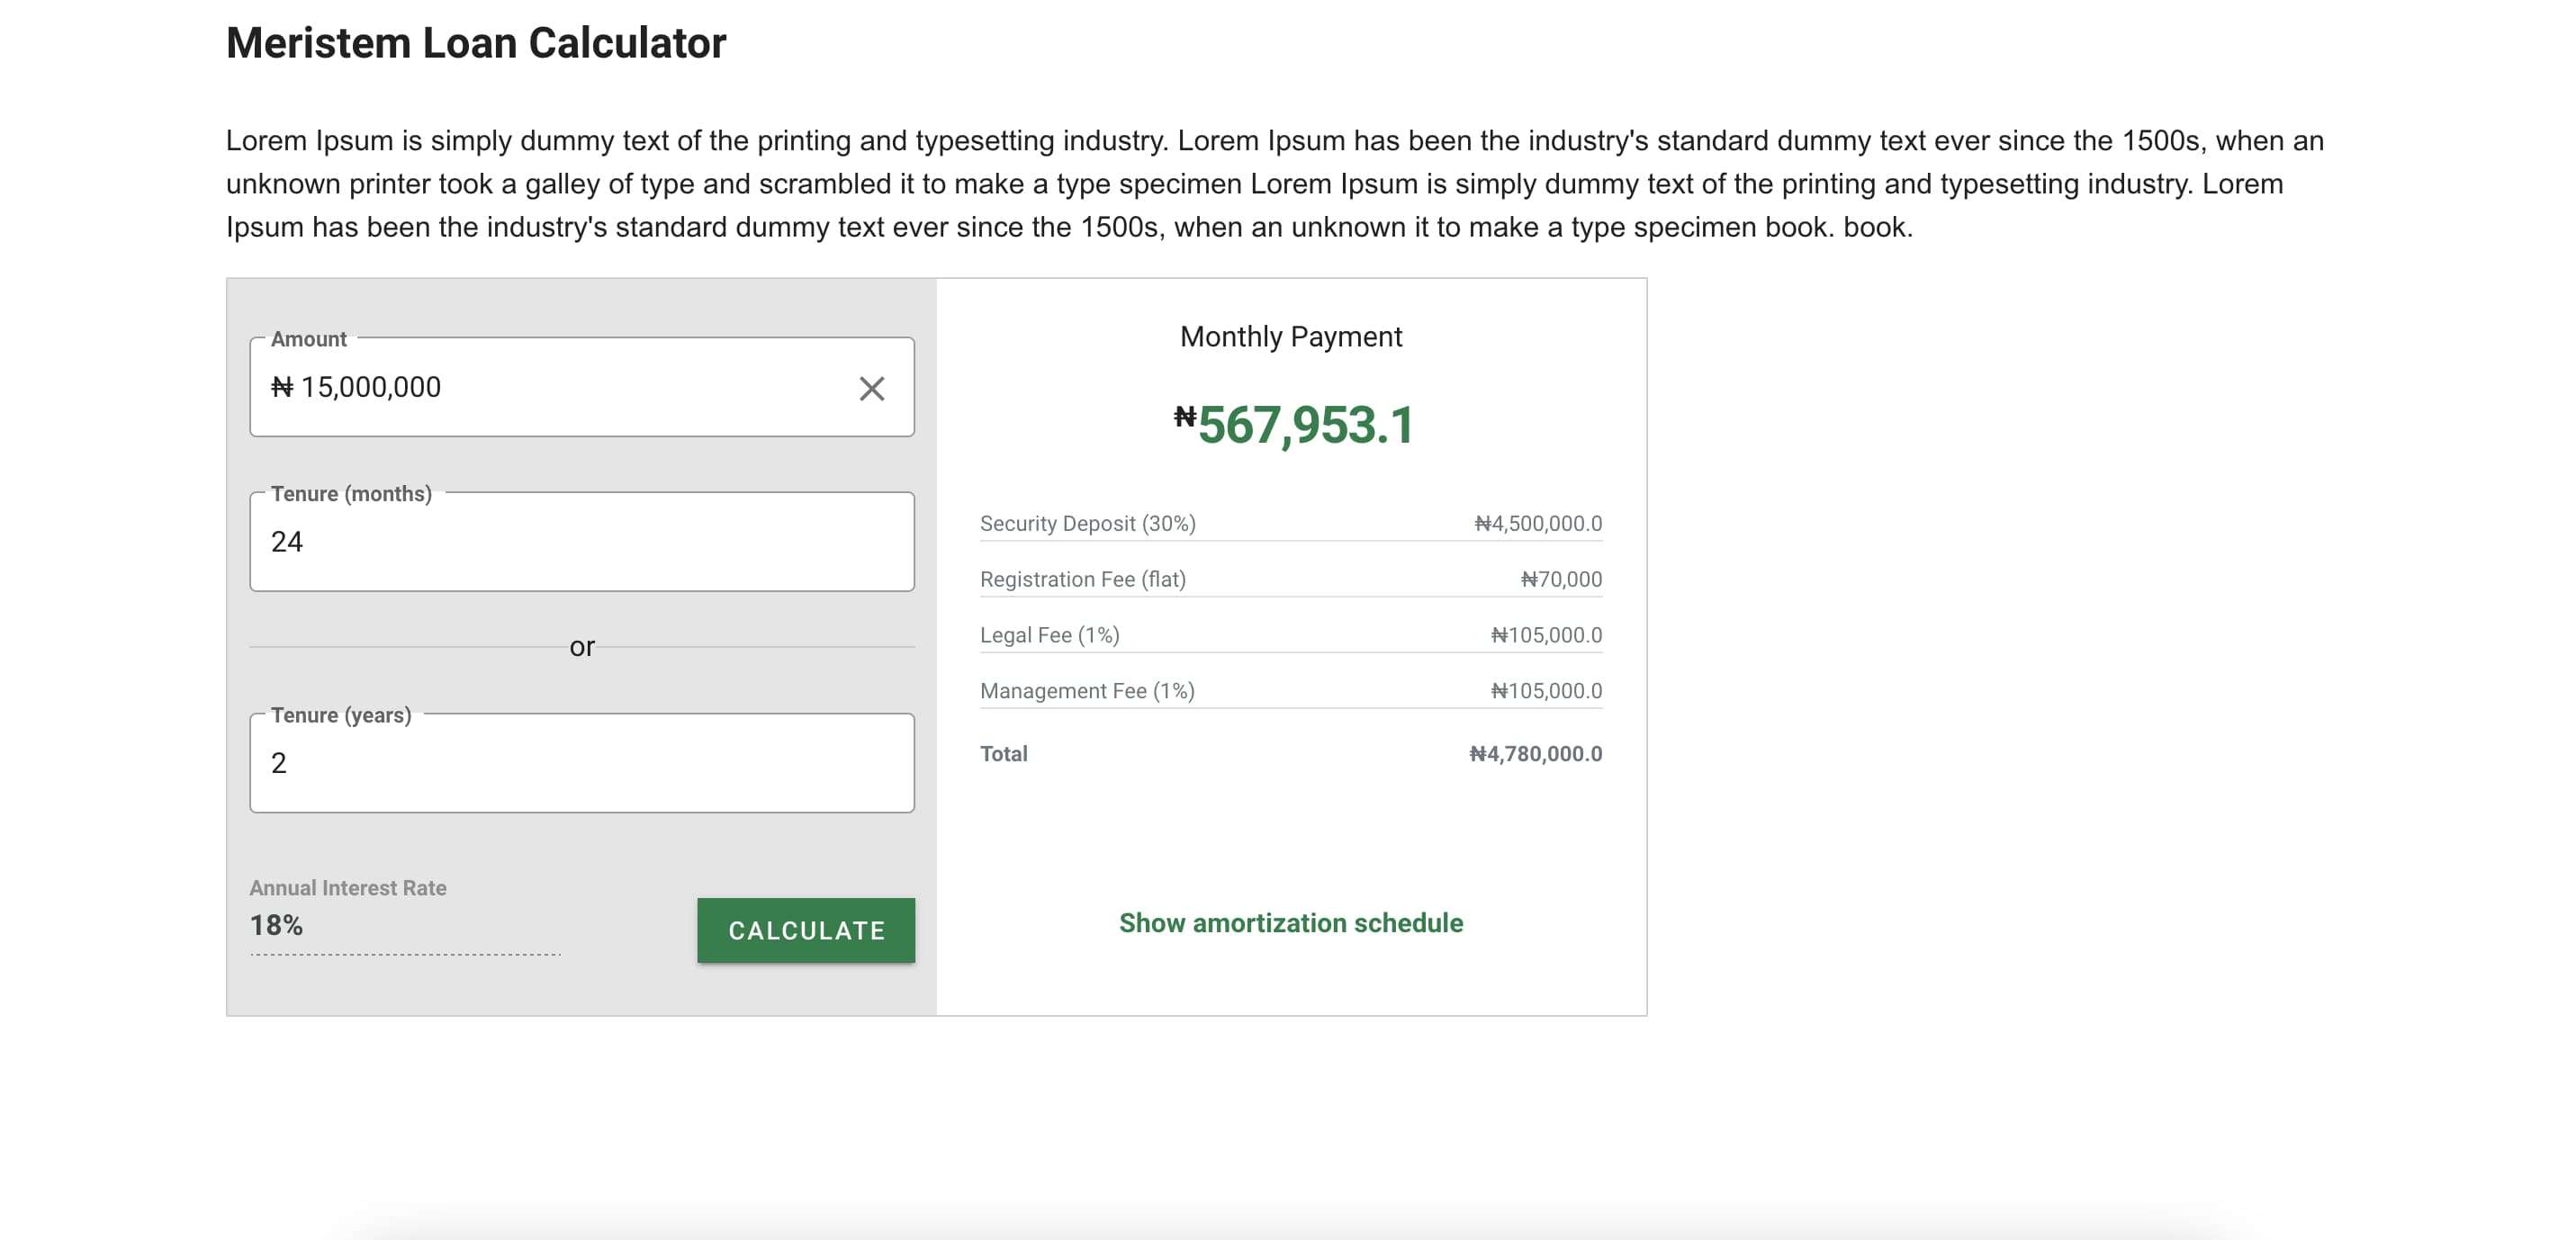 Meristem Loan Calculator
Lorem Ipsum is simply dummy text of the printing and typesetting industry. Lorem Ipsum has been the industry's standard dummy text ever since the 1500s, when an
unknown printer took a galley of type and scrambled it to make a type specimen Lorem Ipsum is simply dummy text of the printing and typesetting industry. Lorem
Ipsum has been the industry's standard dummy text ever since the 1500s, when an unknown it to make a type specimen book. book.
Amount
₦ 15,000,000
Tenure (months)
24
or
Tenure (years)
2
Annual Interest Rate
18%
CALCULATE
Monthly Payment
₦567,953.1
Security Deposit (30%) ₦4,500,000.0
Registration Fee (flat) ₦70,000
Legal Fee (1%) ₦105,000.0
Management Fee (1%) ₦105,000.0
Total ₦4,780,000.0
Show amortization schedule